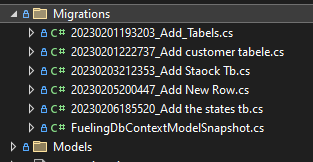 Migrations
C# 20230201193203_Add_Tabels.cs
C# 20230201222737_Add customer tabele.cs
C# 20230203212353_Add Staock Tb.cs
C# 20230205200447_Add New Row.cs
C# 20230206185520_Add the states tb.cs
C# FuelingDbContextModelSnapshot.cs
Models